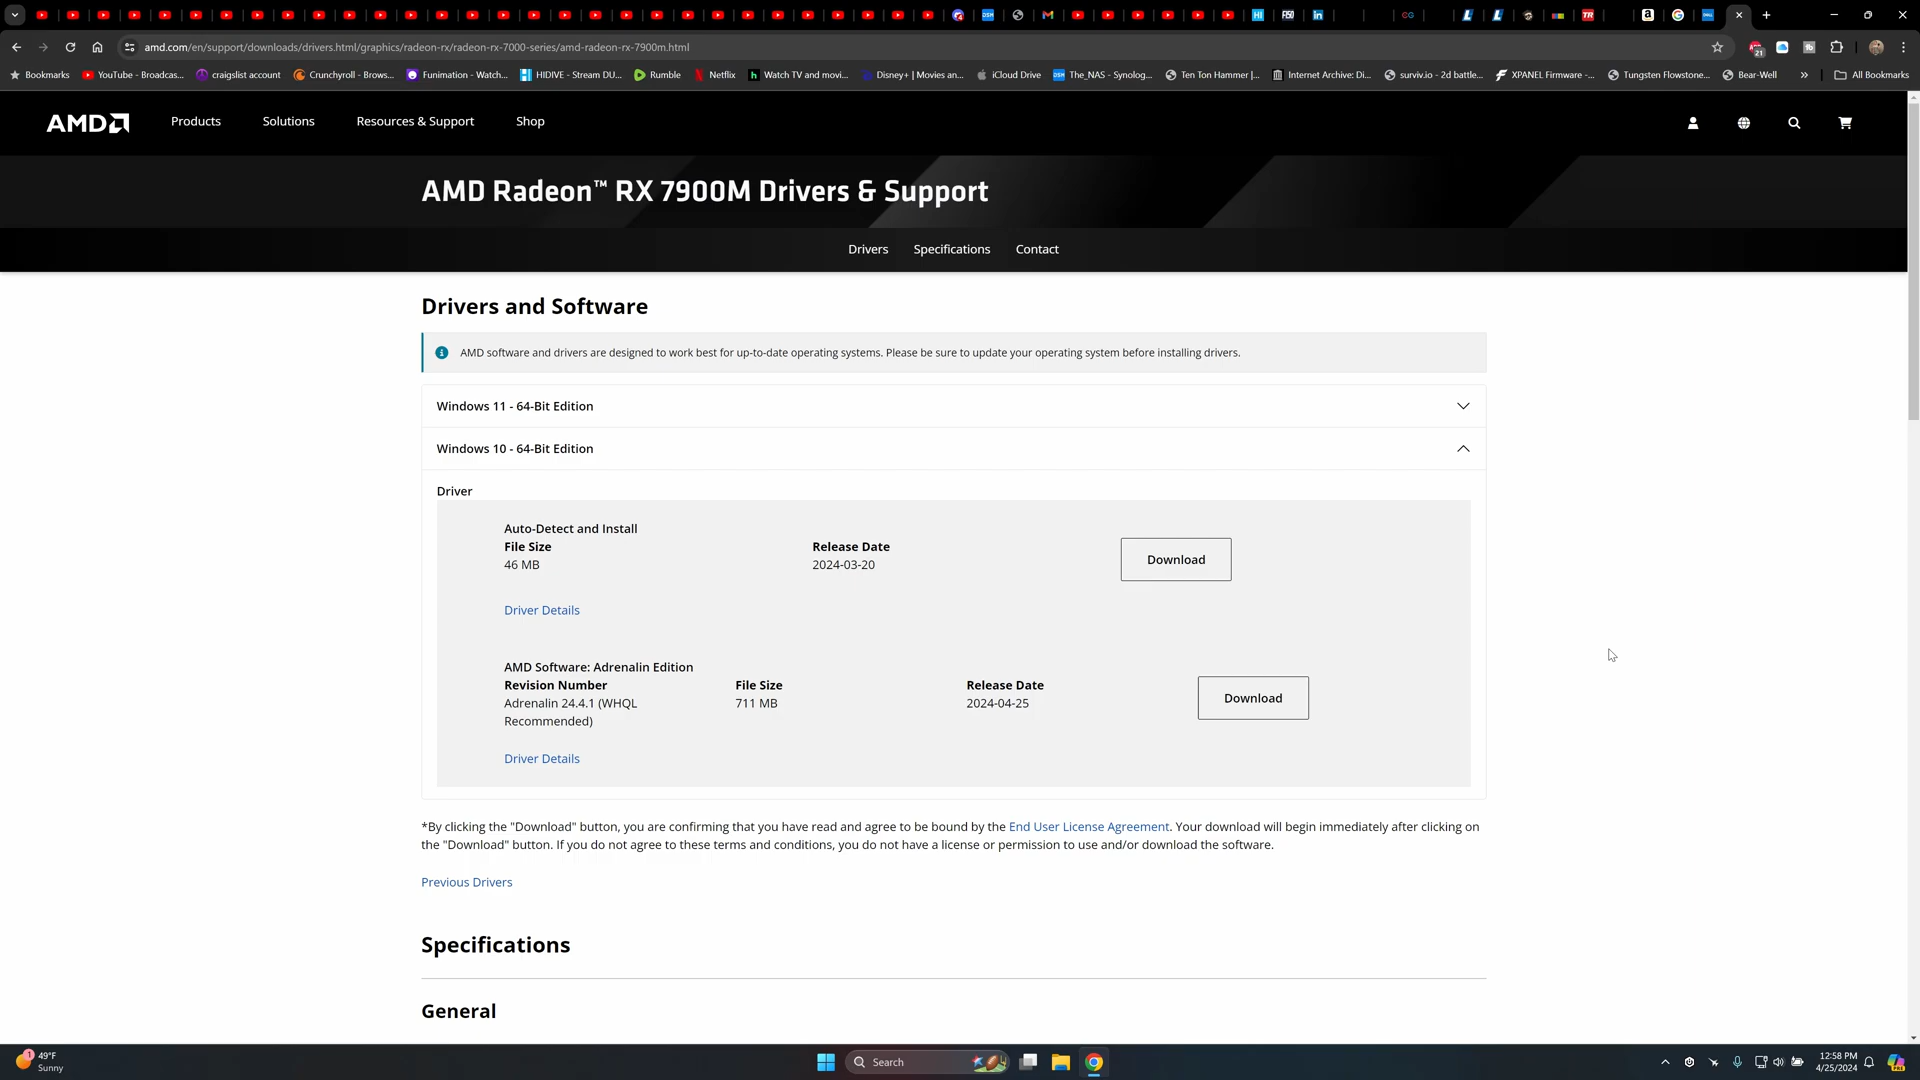 amd.com/en/support/downloads/drivers.html/graphics/radeon-rx/radeon-rx-7000-series/amd-radeon-rx-7900m.html
Bookmarks YouTube - Broadcas... craigslist account Crunchyroll - Brows... Funimation - Watch... HIDIVE - Stream DU... Rumble Netflix Watch TV and movi... Disney+ | Movies an... iCloud Drive The_NAS - Synolog... Ten Ton Hammer |... Internet Archive: Di... surviv.io - 2d battle... XPANEL Firmware -... Tungsten Flowstone... Bear-Well » All Bookmarks
AMD Products Solutions Resources & Support Shop
AMD Radeon™ RX 7900M Drivers & Support
Drivers Specifications Contact
Drivers and Software
AMD software and drivers are designed to work best for up-to-date operating systems. Please be sure to update your operating system before installing drivers.
Windows 11 - 64-Bit Edition
Windows 10 - 64-Bit Edition
Driver
Auto-Detect and Install
File Size Release Date
46 MB 2024-03-20
Download
Driver Details
AMD Software: Adrenalin Edition
Revision Number File Size Release Date
Adrenalin 24.4.1 (WHQL 711 MB 2024-04-25
Recommended)
Download
Driver Details
*By clicking the "Download" button, you are confirming that you have read and agree to be bound by the End User License Agreement. Your download will begin immediately after clicking on
the "Download" button. If you do not agree to these terms and conditions, you do not have a license or permission to use and/or download the software.
Previous Drivers
Specifications
General
49°F
Sunny
Search
12:58 PM
4/25/2024